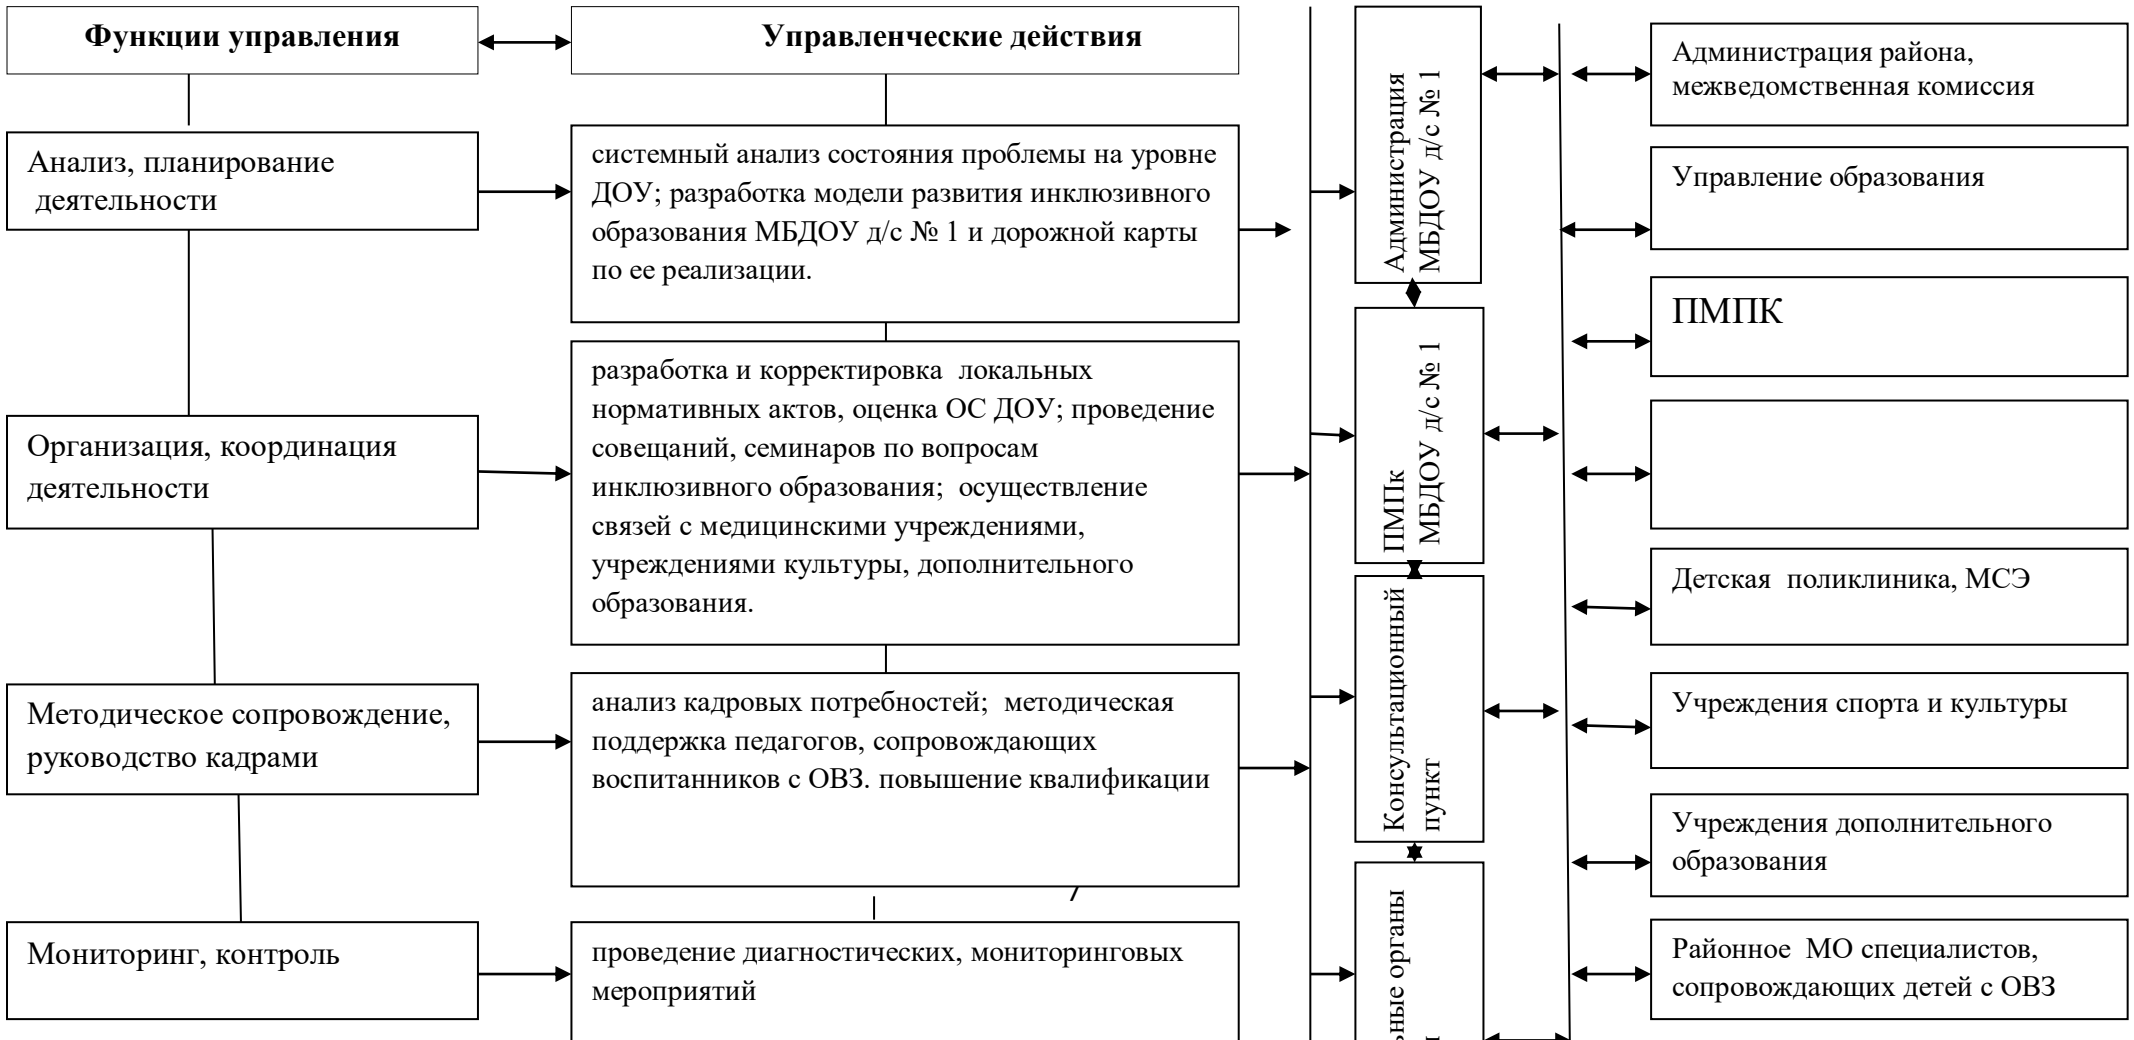 Функции управления
Управленческие действия
Анализ, планирование
деятельности
системный анализ состояния проблемы на уровне
ДОУ; разработка модели развития инклюзивного
образования МБДОУ д/с № 1 и дорожной карты
по ее реализации.
Организация, координация
деятельности
разработка и корректировка локальных
нормативных актов, оценка ОС ДОУ; проведение
совещаний, семинаров по вопросам
инклюзивного образования; осуществление
связей с медицинскими учреждениями,
учреждениями культуры, дополнительного
образования.
Методическое сопровождение,
руководство кадрами
анализ кадровых потребностей; методическая
поддержка педагогов, сопровождающих
воспитанников с ОВЗ. повышение квалификации
Мониторинг, контроль
проведение диагностических, мониторинговых
мероприятий
Администрация
МБДОУ д/с № 1
ПМПк
МБДОУ д/с № 1
Консультационный
пункт
органы
Администрация района,
межведомственная комиссия
Управление образования
ПМПК
Детская поликлиника, МСЭ
Учреждения спорта и культуры
Учреждения дополнительного
образования
Районное МО специалистов,
сопровождающих детей с ОВЗ